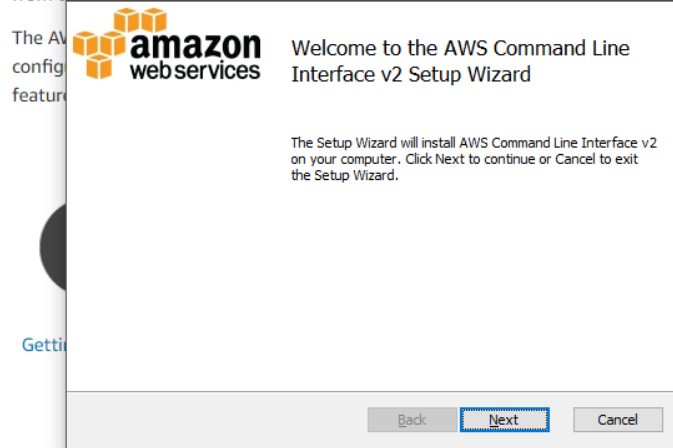 The AV
config
feature
amazon
webservices
Welcome to the AWS Command Line
Interface v2 Setup Wizard
The Setup Wizard will install AWS Command Line Interface v2
on your computer. Click Next to continue or Cancel to exit
the Setup Wizard.
Getti
Back
Next
Cancel